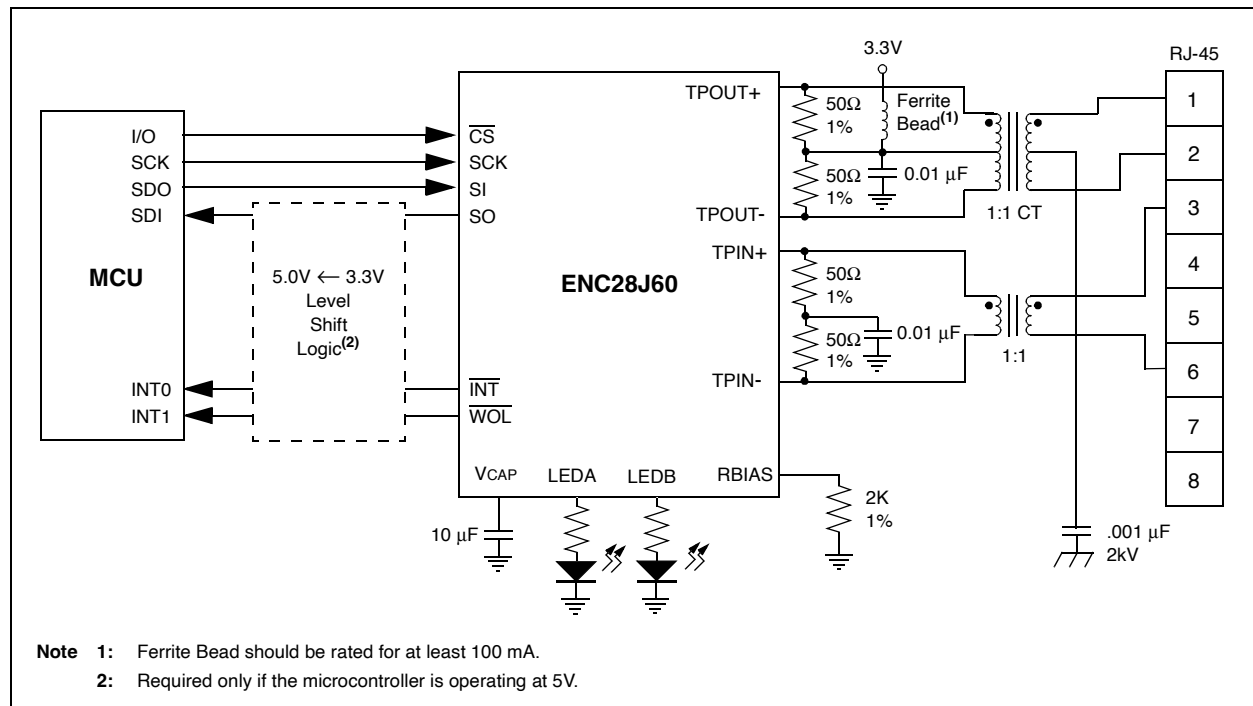 3.3V
RJ-45
TPOUT+
50Ω
1%
Ferrite
Bead(1)
1
I/O
SCK
SDO
SDI
CS
SCK
SI
SO
50Ω
1%
0.01 μF
2
TPOUT-
1:1 CT
3
MCU
5.0V ← 3.3V
Level
Shift
Logic(2)
ENC28J60
TPIN+
50Ω
1%
4
50Ω
1%
0.01 μF
5
1:1
TPIN-
6
INT0
INT1
INT
WOL
7
VCAP
LEDA
LEDB
RBIAS
8
10 μF
2K
1%
.001 μF
2kV
Note 1: Ferrite Bead should be rated for at least 100 mA.
2: Required only if the microcontroller is operating at 5V.